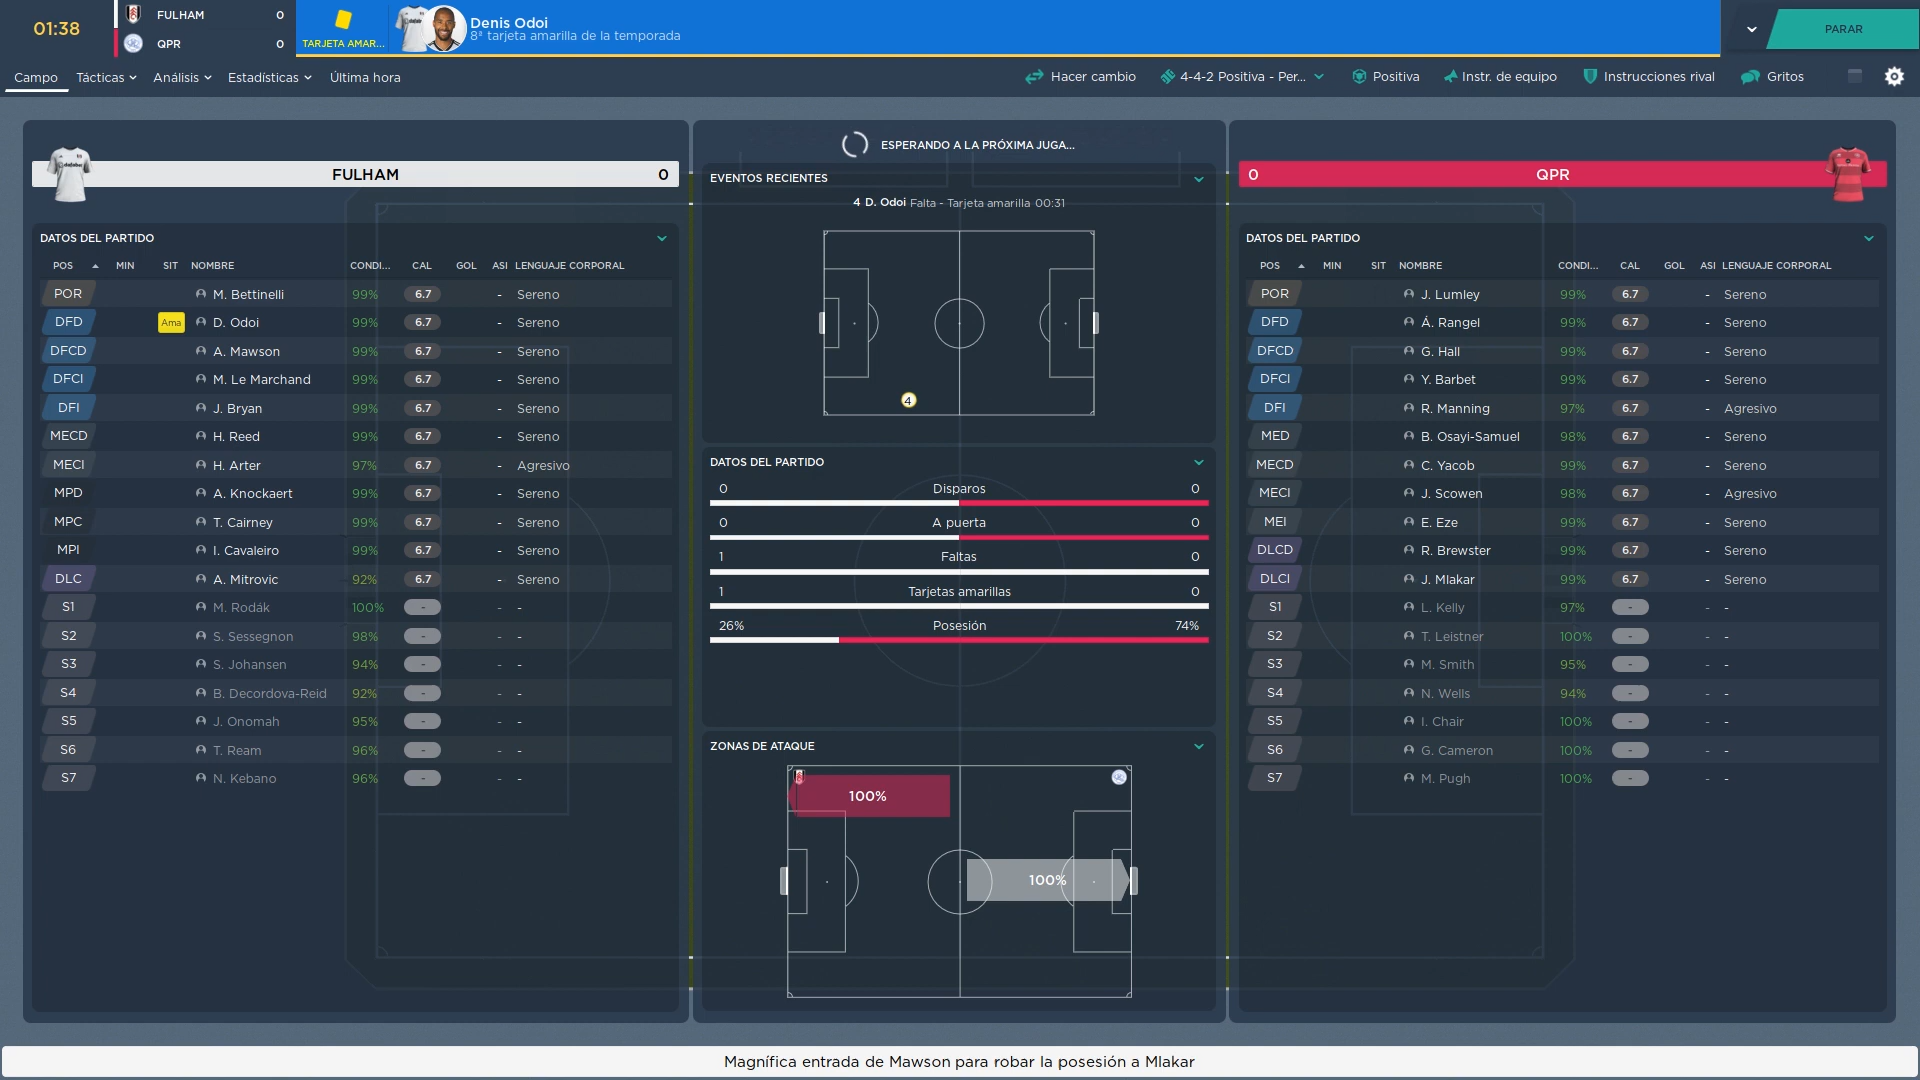 01:38
FULHAM 0
QPR 0
TARJETA AMAR...
Denis Odoi
8ª tarjeta amarilla de la temporada
PARAR
Campo Tácticas Análisis Estadísticas Última hora
Hacer cambio 4-4-2 Positiva - Per... Positiva Instr. de equipo Instrucciones rival Gritos
FULHAM 0
DATOS DEL PARTIDO
POS MIN SIT NOMBRE CONDI... CAL GOL ASI LENGUAJE CORPORAL
POR M. Bettinelli 99% 6.7 - Sereno
DFD Ama D. Odoi 99% 6.7 - Sereno
DFCD A. Mawson 99% 6.7 - Sereno
DFCI M. Le Marchand 99% 6.7 - Sereno
DFI J. Bryan 99% 6.7 - Sereno
MECD H. Reed 99% 6.7 - Sereno
MECI H. Arter 97% 6.7 - Agresivo
MPD A. Knockaert 99% 6.7 - Sereno
MPC T. Cairney 99% 6.7 - Sereno
MPI I. Cavaleiro 99% 6.7 - Sereno
DLC A. Mitrovic 92% 6.7 - Sereno
S1 M. Rodák 100% - - -
S2 S. Sessegnon 98% - - -
S3 S. Johansen 94% - - -
S4 B. Decordova-Reid 92% - - -
S5 J. Onomah 95% - - -
S6 T. Ream 96% - - -
S7 N. Kebano 96% - - -
ESPERANDO A LA PRÓXIMA JUGA...
EVENTOS RECIENTES
4 D. Odoi Falta - Tarjeta amarilla 00:31
4
DATOS DEL PARTIDO
0 Disparos 0
0 A puerta 0
1 Faltas 0
1 Tarjetas amarillas 0
26% Posesión 74%
ZONAS DE ATAQUE
100%
100%
0 QPR
DATOS DEL PARTIDO
POS MIN SIT NOMBRE CONDI... CAL GOL ASI LENGUAJE CORPORAL
POR J. Lumley 99% 6.7 - Sereno
DFD Á. Rangel 99% 6.7 - Sereno
DFCD G. Hall 99% 6.7 - Sereno
DFCI Y. Barbet 99% 6.7 - Sereno
DFI R. Manning 97% 6.7 - Agresivo
MED B. Osayi-Samuel 98% 6.7 - Sereno
MECD C. Yacob 99% 6.7 - Sereno
MECI J. Scowen 98% 6.7 - Agresivo
MEI E. Eze 99% 6.7 - Sereno
DLCD R. Brewster 99% 6.7 - Sereno
DLCI J. Mlakar 99% 6.7 - Sereno
S1 L. Kelly 97% - - -
S2 T. Leistner 100% - - -
S3 M. Smith 95% - - -
S4 N. Wells 94% - - -
S5 I. Chair 100% - - -
S6 G. Cameron 100% - - -
S7 M. Pugh 100% - - -
Magnífica entrada de Mawson para robar la posesión a Mlakar